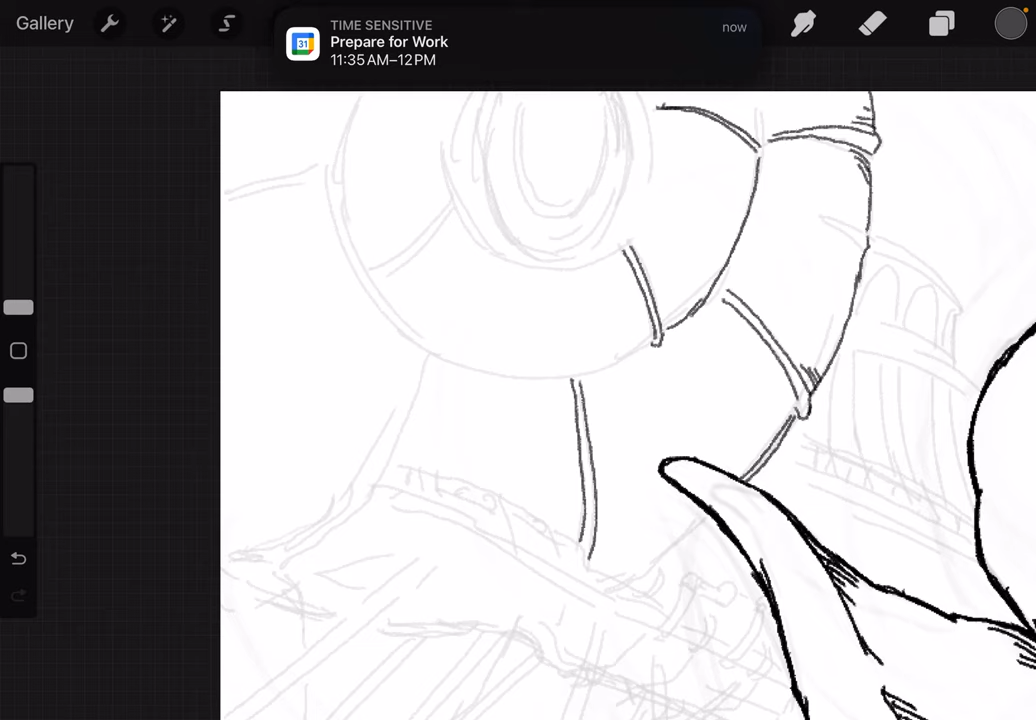 Gallery
TIME SENSITIVE
now
31
Prepare for Work
11:35 AM–12 PM